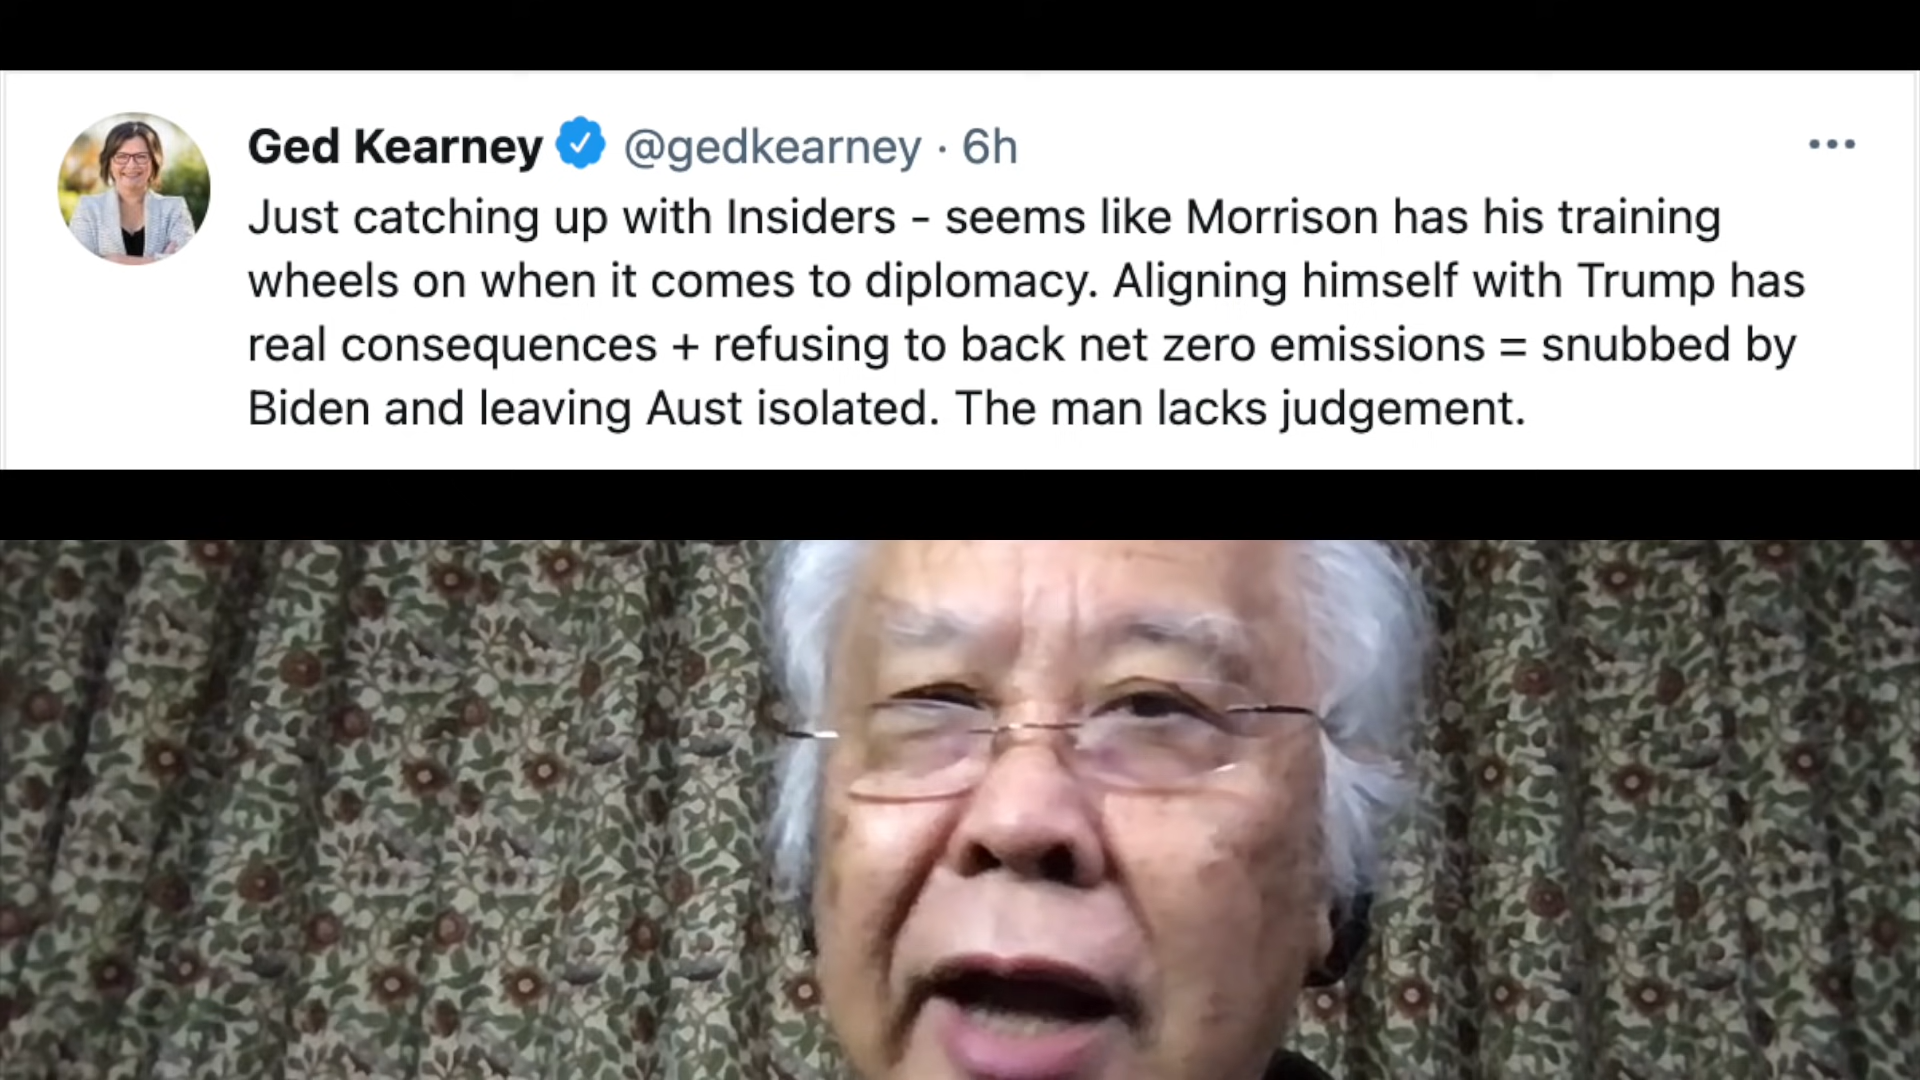 Ged Kearney @gedkearney · 6h
Just catching up with Insiders - seems like Morrison has his training
wheels on when it comes to diplomacy. Aligning himself with Trump has
real consequences + refusing to back net zero emissions = snubbed by
Biden and leaving Aust isolated. The man lacks judgement.